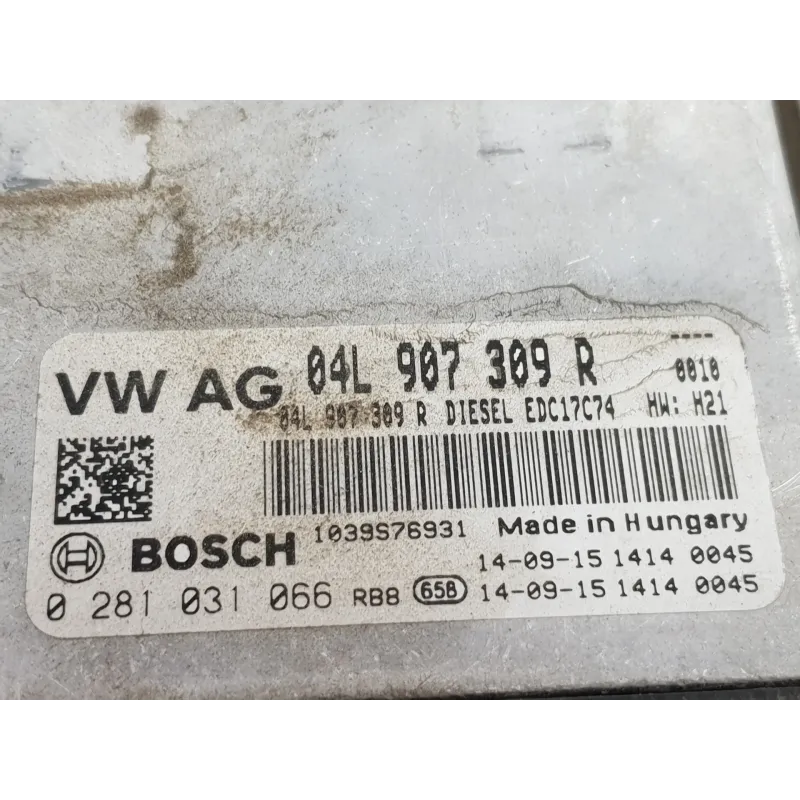 ----
VW AG 04L 907 309 R 0010
04L 907 309 R DIESEL EDC17C74 HW: H21
1039S76931 Made in Hungary
BOSCH 14-09-15 1414 0045
0 281 031 066 RB8 65B 14-09-15 1414 0045